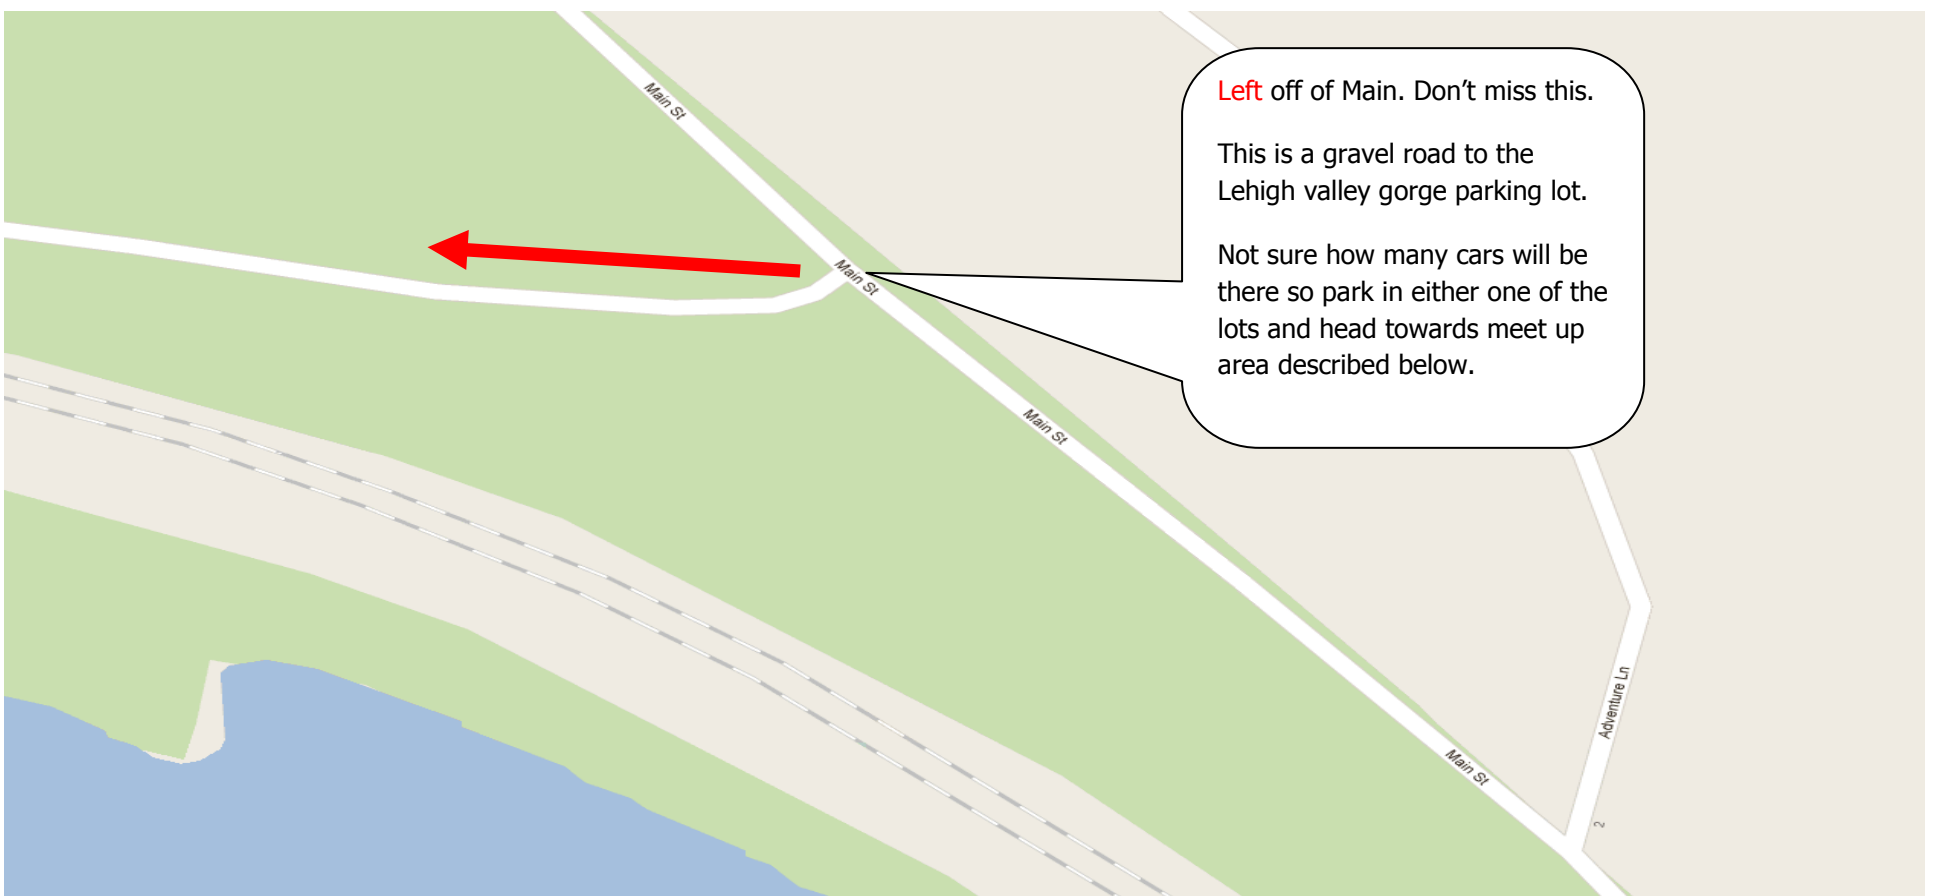 Main St
Left off of Main. Don't miss this.
This is a gravel road to the
Lehigh valley gorge parking lot.
Not sure how many cars will be
there so park in either one of the
lots and head towards meet up
area described below.
Main St
Main St
Adventure Ln
Main St
2